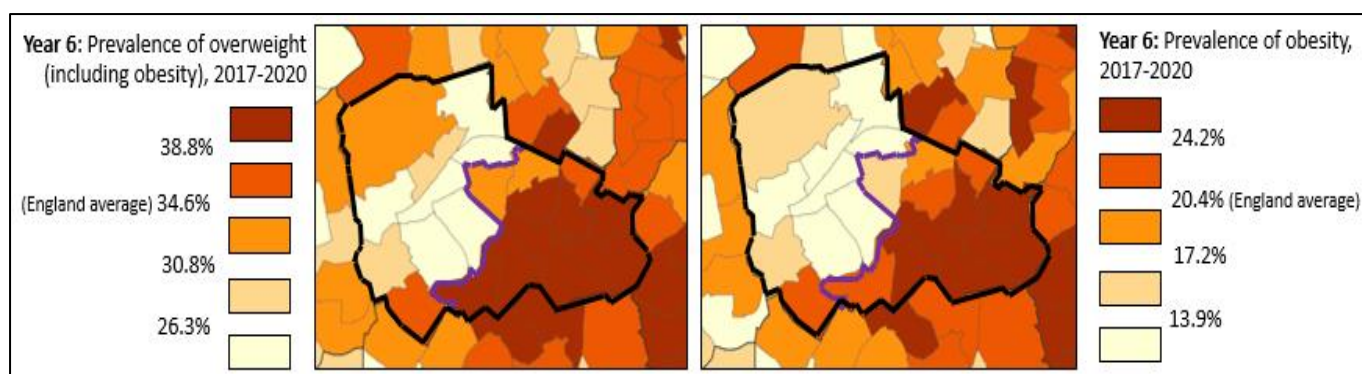 Year 6: Prevalence of overweight
(including obesity), 2017-2020
38.8%
(England average) 34.6%
30.8%
26.3%
Year 6: Prevalence of obesity,
2017-2020
24.2%
20.4% (England average)
17.2%
13.9%